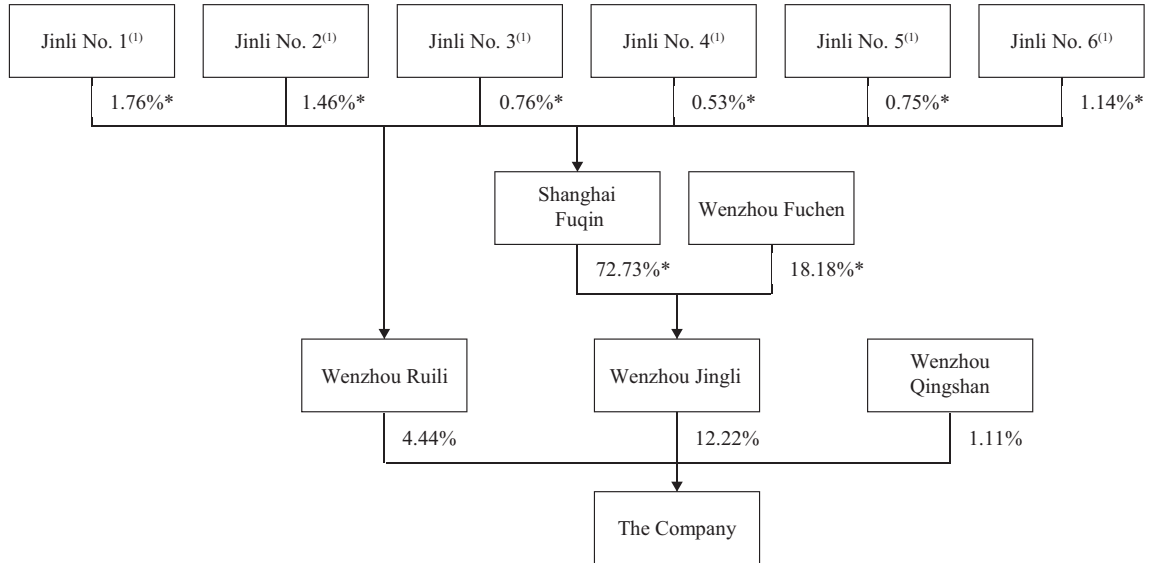 Jinli No. 1(1)
Jinli No. 2(1)
Jinli No. 3(1)
Jinli No. 4(1)
Jinli No. 5(1)
Jinli No. 6(1)
1.76%*
1.46%*
0.76%*
0.53%*
0.75%*
1.14%*
Shanghai
Fuqin
Wenzhou Fuchen
72.73%*
18.18%*
Wenzhou Ruili
Wenzhou Jingli
Wenzhou
Qingshan
4.44%
12.22%
1.11%
The Company